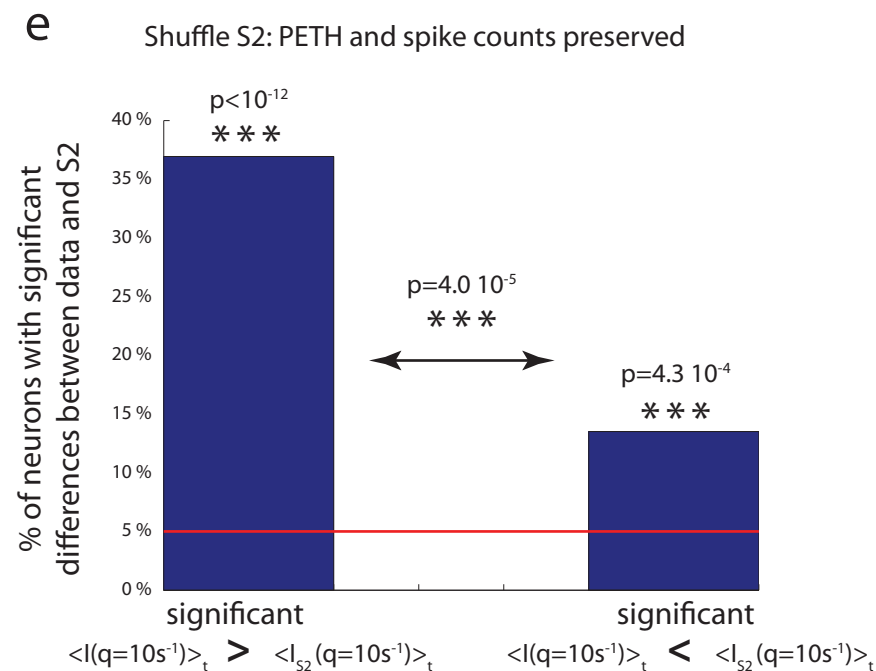 e
Shuffle S2: PETH and spike counts preserved
% of neurons with significant
differences between data and S2
p<10⁻¹²
40 %
***
35 %
30 %
p=4.0 10⁻⁵
25 %
***
20 %
p=4.3 10⁻⁴
15 %
***
10 %
5 %
0 %
significant significant
<I(q=10s⁻¹)>ₜ > <I_S2(q=10s⁻¹)>ₜ <I(q=10s⁻¹)>ₜ < <I_S2(q=10s⁻¹)>ₜ